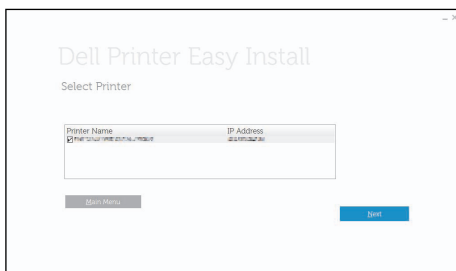 Dell Printer Easy Install
Select Printer
Printer Name IP Address
Main Menu
Next